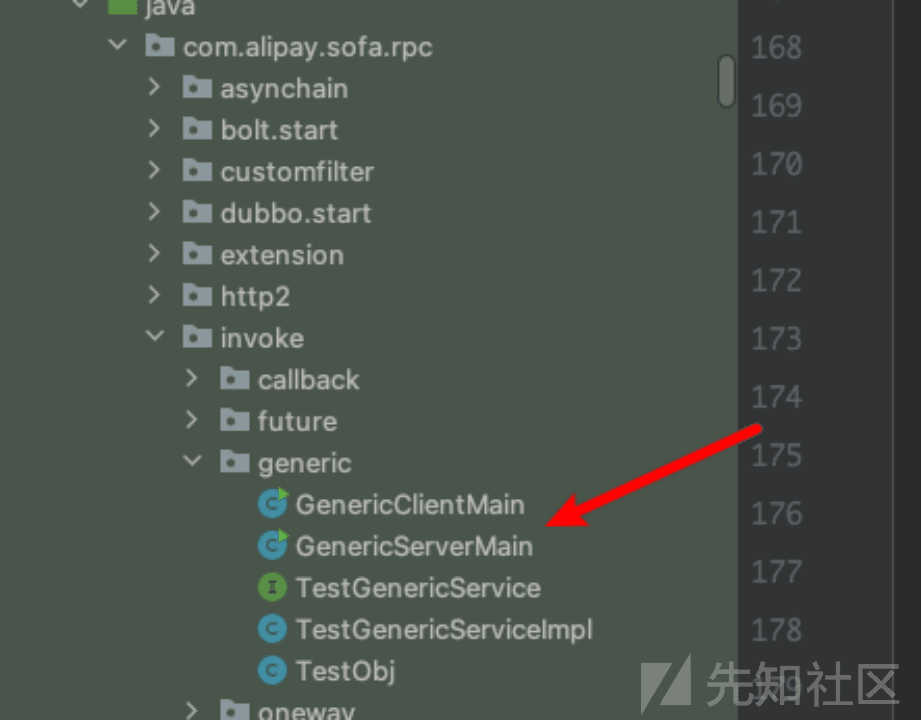 java
com.alipay.sofa.rpc
asynchain
bolt.start
customfilter
dubbo.start
extension
http2
invoke
callback
future
generic
GenericClientMain
GenericServerMain
TestGenericService
TestGenericServiceImpl
TestObj
oneway
168
169
170
171
172
173
174
175
176
177
178
179
先知社区